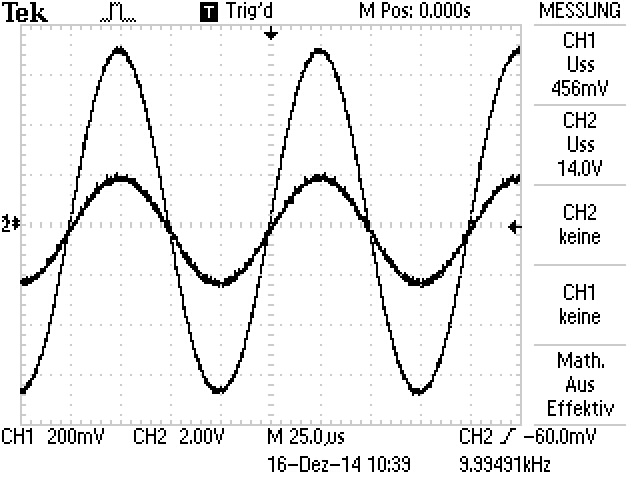 Tek T Trig'd M Pos: 0.000s MESSUNG
CH1
Uss
456mV
CH2
Uss
14.0V
CH2
keine
CH1
keine
Math.
Aus
Effektiv
CH1 200mV CH2 2.00V M 25.0µs CH2 -60.0mV
16-Dez-14 10:39 9.99491kHz